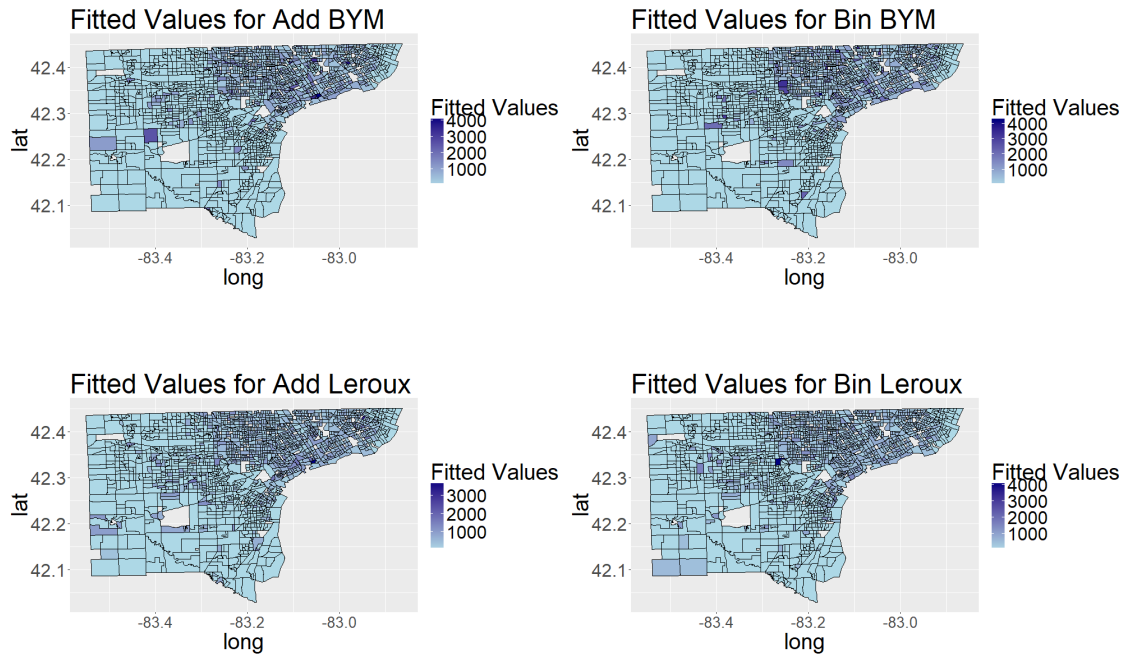 Fitted Values for Add BYM
42.4
42.3
42.2
42.1
lat
-83.4
-83.2
-83.0
long
Fitted Values
4000
3000
2000
1000
Fitted Values for Bin BYM
42.4
42.3
42.2
42.1
lat
-83.4
-83.2
-83.0
long
Fitted Values
4000
3000
2000
1000
Fitted Values for Add Leroux
42.4
42.3
42.2
42.1
lat
-83.4
-83.2
-83.0
long
Fitted Values
3000
2000
1000
Fitted Values for Bin Leroux
42.4
42.3
42.2
42.1
lat
-83.4
-83.2
-83.0
long
Fitted Values
4000
3000
2000
1000